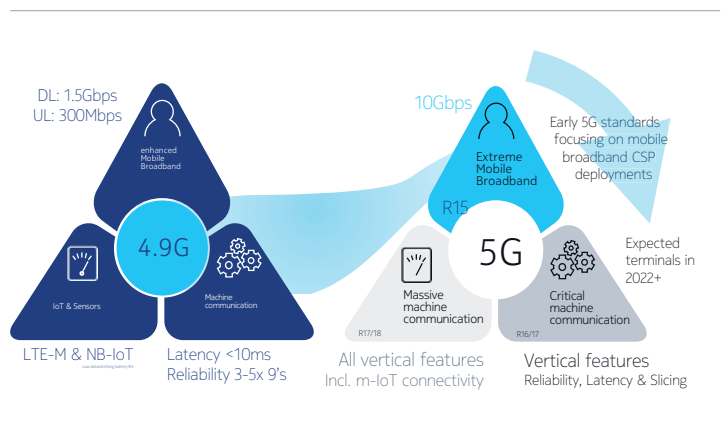 DL: 1.5Gbps
UL: 300Mbps
enhanced
Mobile
Broadband
4.9G
IoT & Sensors
Machine
communication
LTE-M & NB-IoT
Latency <10ms
Reliability 3-5x 9's
10Gbps
Extreme
Mobile
Broadband
R15
5G
Massive
machine
communication
R17/18
Critical
machine
communication
R16/17
All vertical features
Incl. m-IoT connectivity
Vertical features
Reliability, Latency & Slicing
Early 5G standards
focusing on mobile
broadband CSP
deployments
Expected
terminals in
2022+